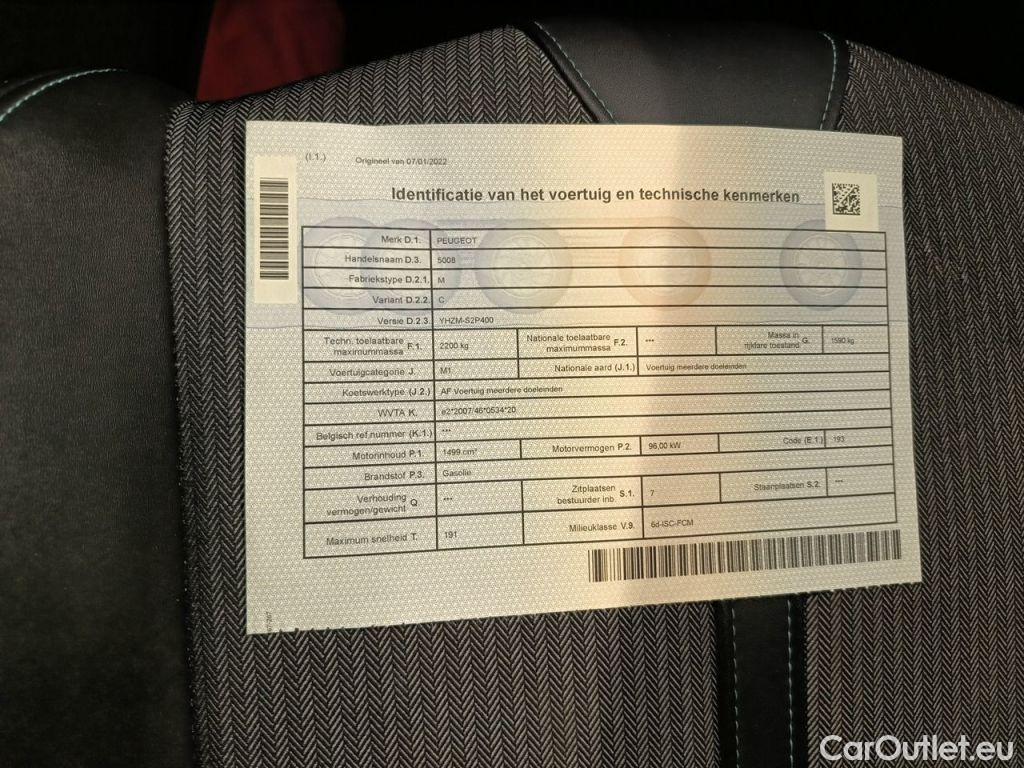 (I.1.) Origineel van 07/01/2022
Identificatie van het voertuig en technische kenmerken
Merk D.1. PEUGEOT
Handelsnaam D.3. 5008
Fabriekstype D.2.1. M
Variant D.2.2. C
Versie D.2.3. YHZM-S2P400
Techn. toelaatbare maximummassa F.1. 2200 kg Nationale toelaatbare maximummassa F.2. --- Massa in rijklare toestand G. 1590 kg
Voertuigcategorie J. M1 Nationale aard (J.1.) Voertuig meerdere doeleinden
Koetswerktype (J.2.) AF Voertuig meerdere doeleinden
WVTA K. e2*2007/46*0534*20
Belgisch ref.nummer (K.1.) ---
Motorinhoud P.1. 1499 cm³ Motorvermogen P.2. 96,00 kW Code (E.1.) 193
Brandstof P.3. Gasolie
Verhouding vermogen/gewicht Q. --- Zitplaatsen bestuurder inb. S.1. 7 Staanplaatsen S.2. ---
Maximum snelheid T. 191 Milieuklasse V.9. 6d-ISC-FCM
CarOutlet.eu